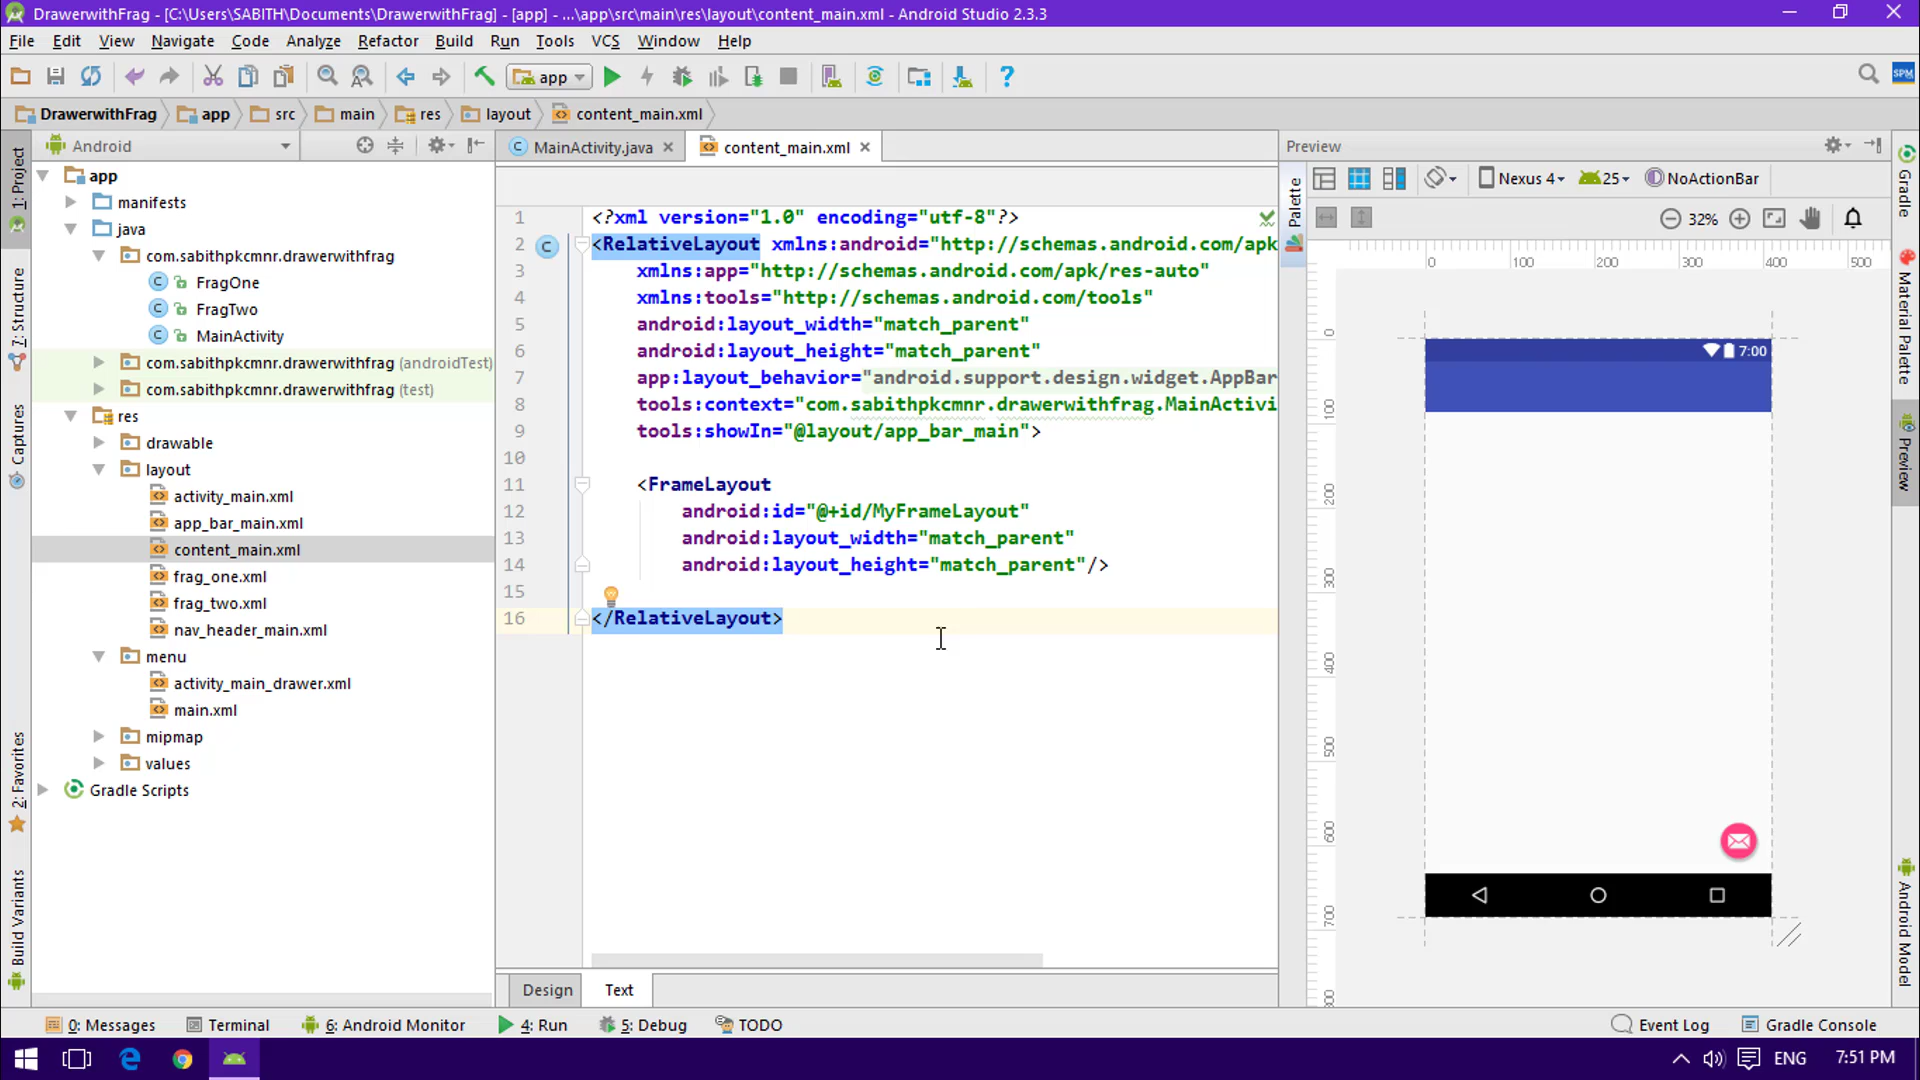 DrawerwithFrag - [C:\Users\SABITH\Documents\DrawerwithFrag] - [app] - ...\app\src\main\res\layout\content_main.xml - Android Studio 2.3.3
File Edit View Navigate Code Analyze Refactor Build Run Tools VCS Window Help
app
SPM
DrawerwithFrag app src main res layout content_main.xml
Android
MainActivity.java content_main.xml
Preview
1: Project
7: Structure
Captures
2: Favorites
Build Variants
app
manifests
java
com.sabithpkcmnr.drawerwithfrag
FragOne
FragTwo
MainActivity
com.sabithpkcmnr.drawerwithfrag (androidTest)
com.sabithpkcmnr.drawerwithfrag (test)
res
drawable
layout
activity_main.xml
app_bar_main.xml
content_main.xml
frag_one.xml
frag_two.xml
nav_header_main.xml
menu
activity_main_drawer.xml
main.xml
mipmap
values
Gradle Scripts
1 <?xml version="1.0" encoding="utf-8"?>
2 <RelativeLayout xmlns:android="http://schemas.android.com/apk
3 xmlns:app="http://schemas.android.com/apk/res-auto"
4 xmlns:tools="http://schemas.android.com/tools"
5 android:layout_width="match_parent"
6 android:layout_height="match_parent"
7 app:layout_behavior="android.support.design.widget.AppBar
8 tools:context="com.sabithpkcmnr.drawerwithfrag.MainActivi
9 tools:showIn="@layout/app_bar_main">
10
11 <FrameLayout
12 android:id="@+id/MyFrameLayout"
13 android:layout_width="match_parent"
14 android:layout_height="match_parent"/>
15
16 </RelativeLayout>
Design Text
Palette
Nexus 4 25 NoActionBar
32%
0 100 200 300 400 500
0
100
200
300
400
500
600
700
800
7:00
Gradle
Material Palette
Preview
Android Model
0: Messages Terminal 6: Android Monitor 4: Run 5: Debug TODO Event Log Gradle Console
ENG 7:51 PM